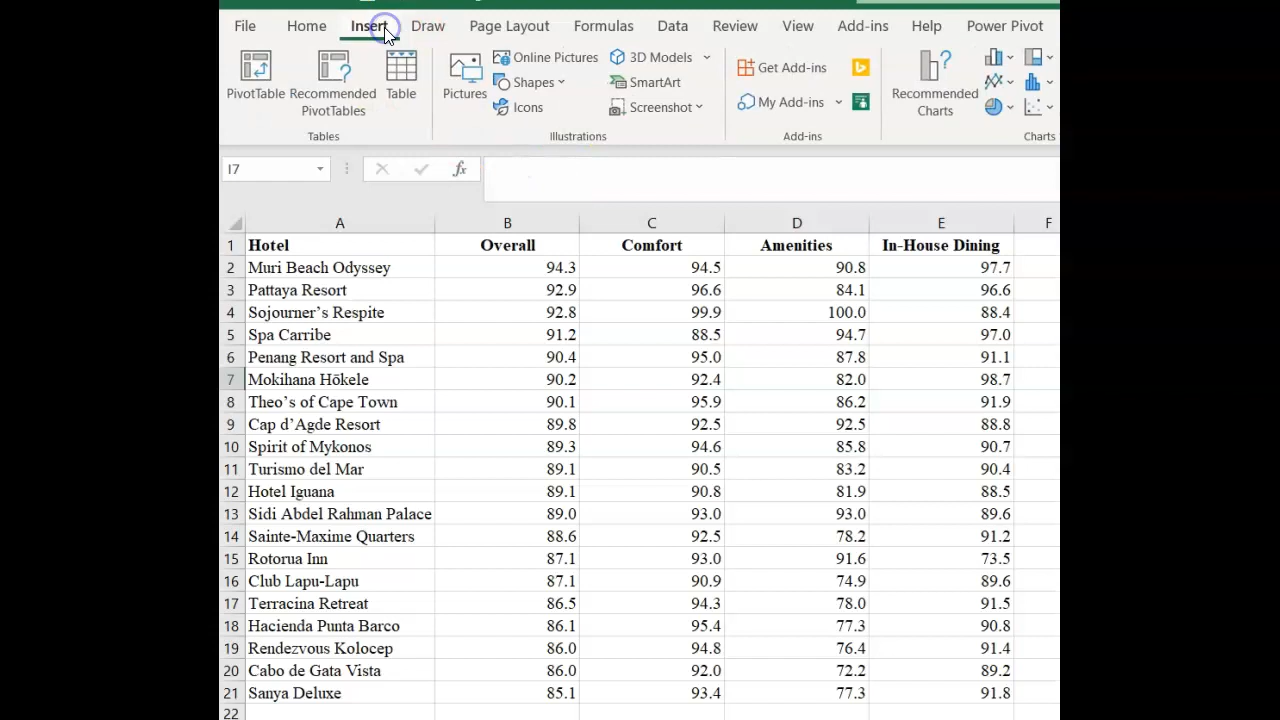 File Home Insert Draw Page Layout Formulas Data Review View Add-ins Help Power Pivot
PivotTable Recommended PivotTables Table Pictures Online Pictures Shapes Icons 3D Models SmartArt Screenshot Get Add-ins My Add-ins Recommended Charts
Tables Illustrations Add-ins Charts
I7 fx
A B C D E F
1 Hotel Overall Comfort Amenities In-House Dining
2 Muri Beach Odyssey 94.3 94.5 90.8 97.7
3 Pattaya Resort 92.9 96.6 84.1 96.6
4 Sojourner’s Respite 92.8 99.9 100.0 88.4
5 Spa Carribe 91.2 88.5 94.7 97.0
6 Penang Resort and Spa 90.4 95.0 87.8 91.1
7 Mokihana Hōkele 90.2 92.4 82.0 98.7
8 Theo’s of Cape Town 90.1 95.9 86.2 91.9
9 Cap d’Agde Resort 89.8 92.5 92.5 88.8
10 Spirit of Mykonos 89.3 94.6 85.8 90.7
11 Turismo del Mar 89.1 90.5 83.2 90.4
12 Hotel Iguana 89.1 90.8 81.9 88.5
13 Sidi Abdel Rahman Palace 89.0 93.0 93.0 89.6
14 Sainte-Maxime Quarters 88.6 92.5 78.2 91.2
15 Rotorua Inn 87.1 93.0 91.6 73.5
16 Club Lapu-Lapu 87.1 90.9 74.9 89.6
17 Terracina Retreat 86.5 94.3 78.0 91.5
18 Hacienda Punta Barco 86.1 95.4 77.3 90.8
19 Rendezvous Kolocep 86.0 94.8 76.4 91.4
20 Cabo de Gata Vista 86.0 92.0 72.2 89.2
21 Sanya Deluxe 85.1 93.4 77.3 91.8
22